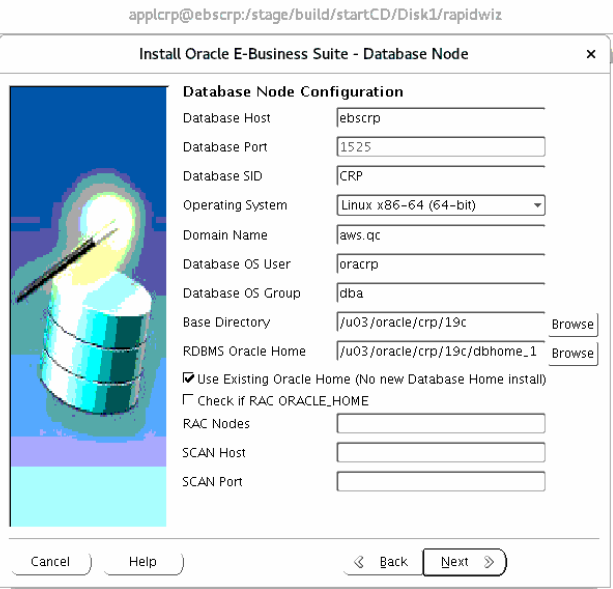 applcrp@ebscrp:/stage/build/startCD/Disk1/rapidwiz
Install Oracle E-Business Suite - Database Node
Database Node Configuration
Database Host ebscrp
Database Port 1525
Database SID CRP
Operating System Linux x86-64 (64-bit)
Domain Name aws.qc
Database OS User oracrp
Database OS Group dba
Base Directory /u03/oracle/crp/19c Browse
RDBMS Oracle Home /u03/oracle/crp/19c/dbhome_1 Browse
Use Existing Oracle Home (No new Database Home install)
Check if RAC ORACLE_HOME
RAC Nodes
SCAN Host
SCAN Port
Cancel Help Back Next